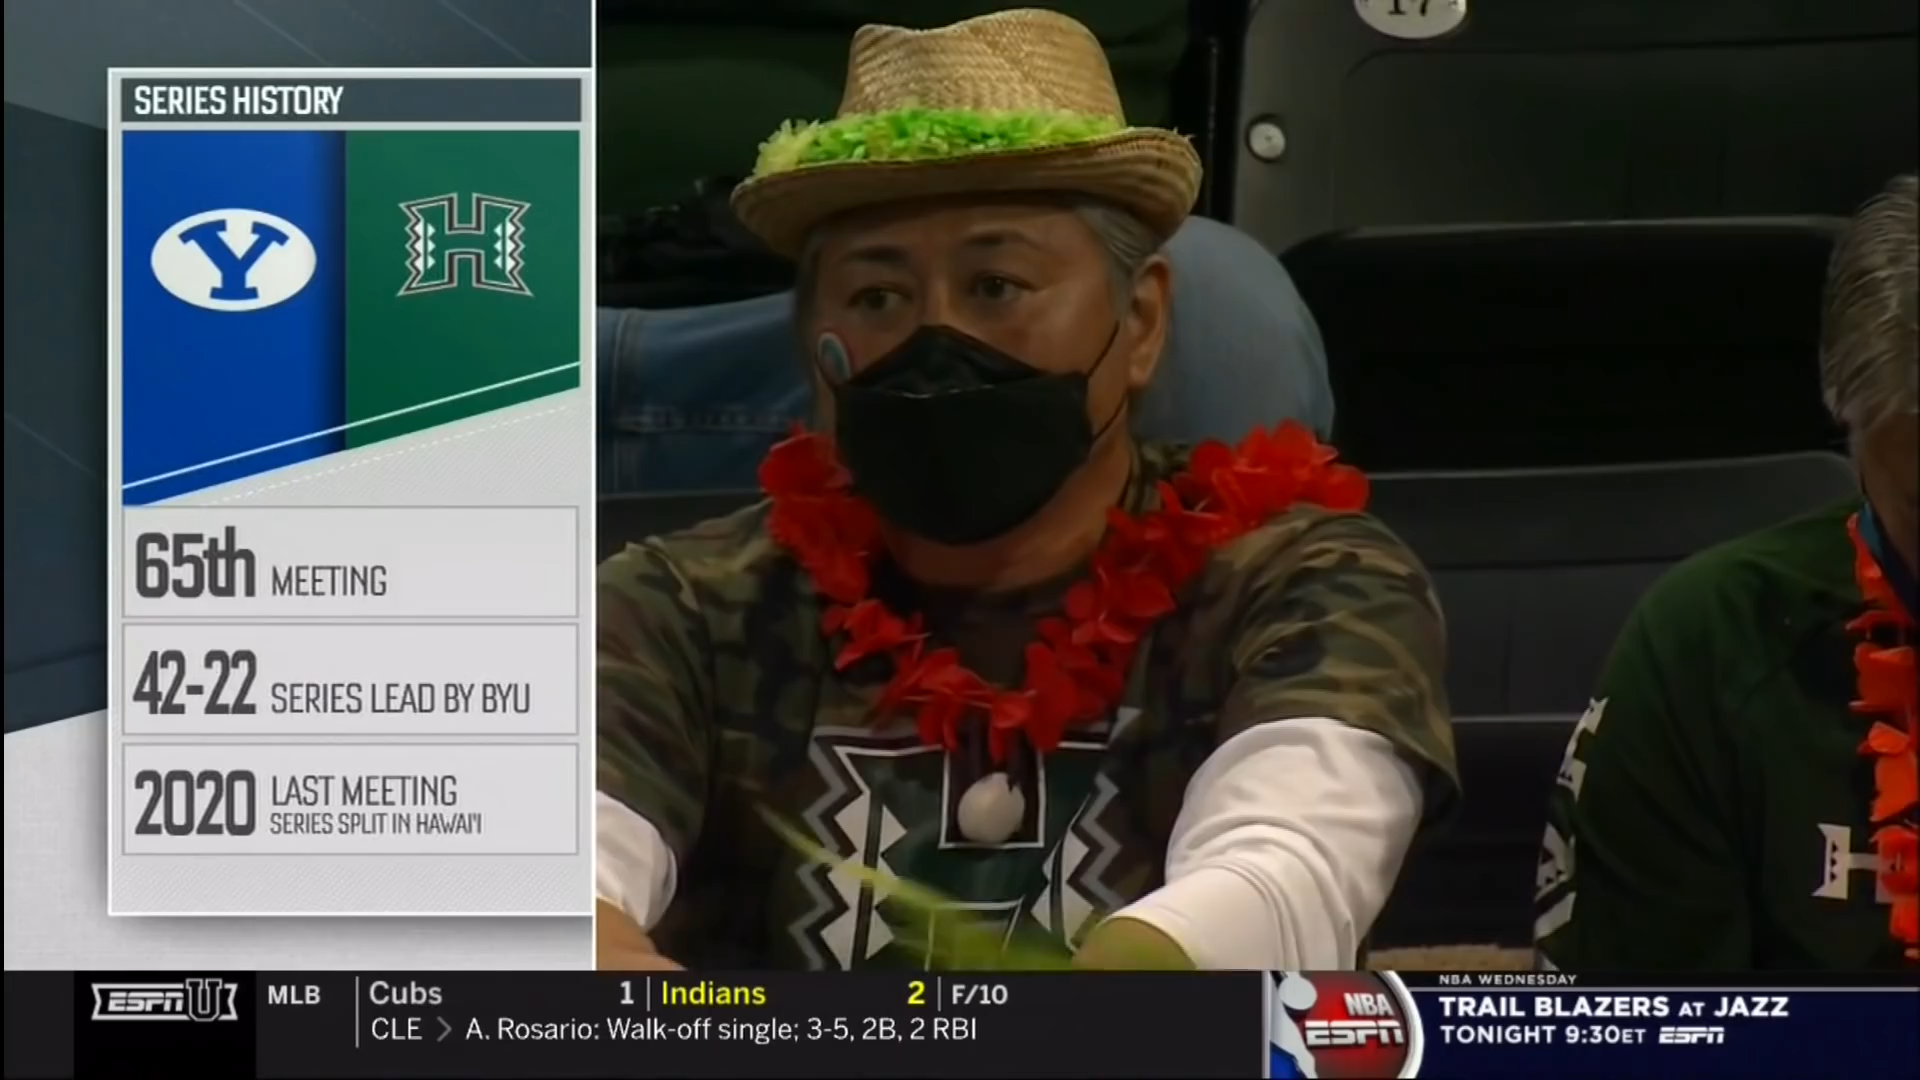 SERIES HISTORY
Y
H
65th MEETING
42-22 SERIES LEAD BY BYU
2020 LAST MEETING
SERIES SPLIT IN HAWAI'I
17
H
ESPNU
MLB Cubs 1 Indians 2 F/10
CLE > A. Rosario: Walk-off single; 3-5, 2B, 2 RBI
NBA
ESPN
NBA WEDNESDAY
TRAIL BLAZERS AT JAZZ
TONIGHT 9:30ET ESPN